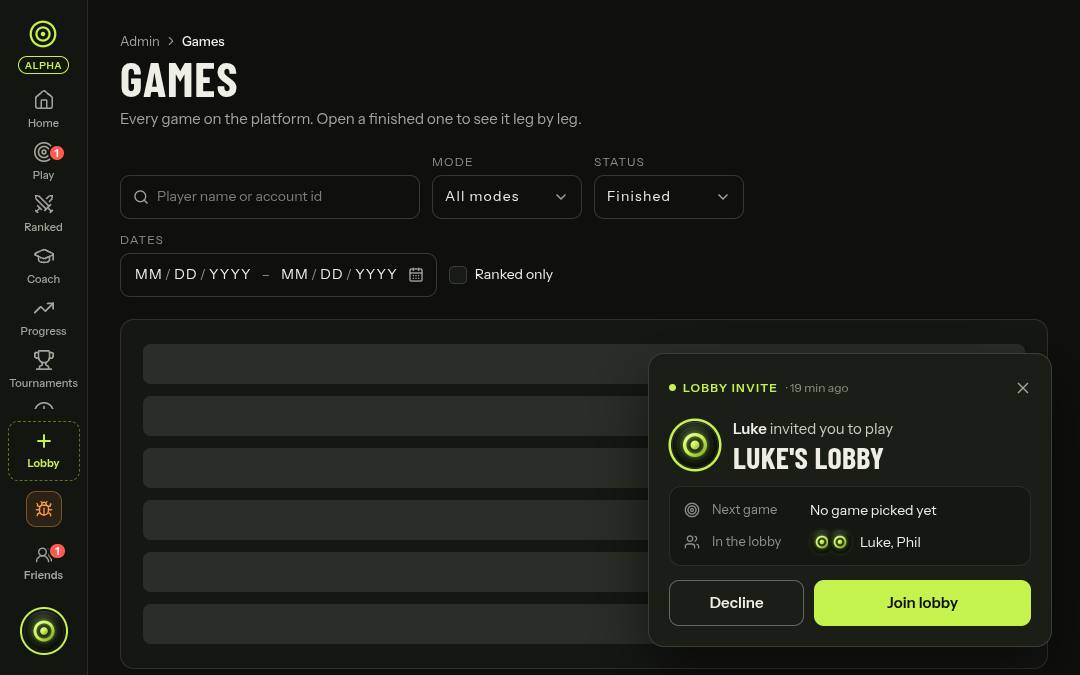 ALPHA
Home
1
Play
Ranked
Coach
Progress
Tournaments
Lobby
1
Friends
Admin > Games
GAMES
Every game on the platform. Open a finished one to see it leg by leg.
MODE
STATUS
Player name or account id
All modes
Finished
DATES
MM / DD / YYYY – MM / DD / YYYY
Ranked only
LOBBY INVITE · 19 min ago
Luke invited you to play
LUKE'S LOBBY
Next game No game picked yet
In the lobby Luke, Phil
Decline
Join lobby